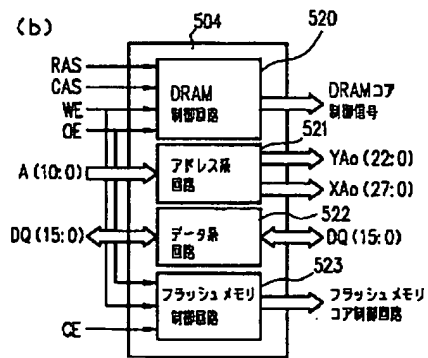 (b)
504
520
RAS
CAS
WE
OE
DRAM
制御回路
DRAMコア
制御信号
521
A(10:0)
アドレス系
回路
YAo(22:0)
XAo(27:0)
522
DQ(15:0)
データ系
回路
DQ(15:0)
523
フラッシュメモリ
制御回路
フラッシュメモリ
コア制御回路
CE